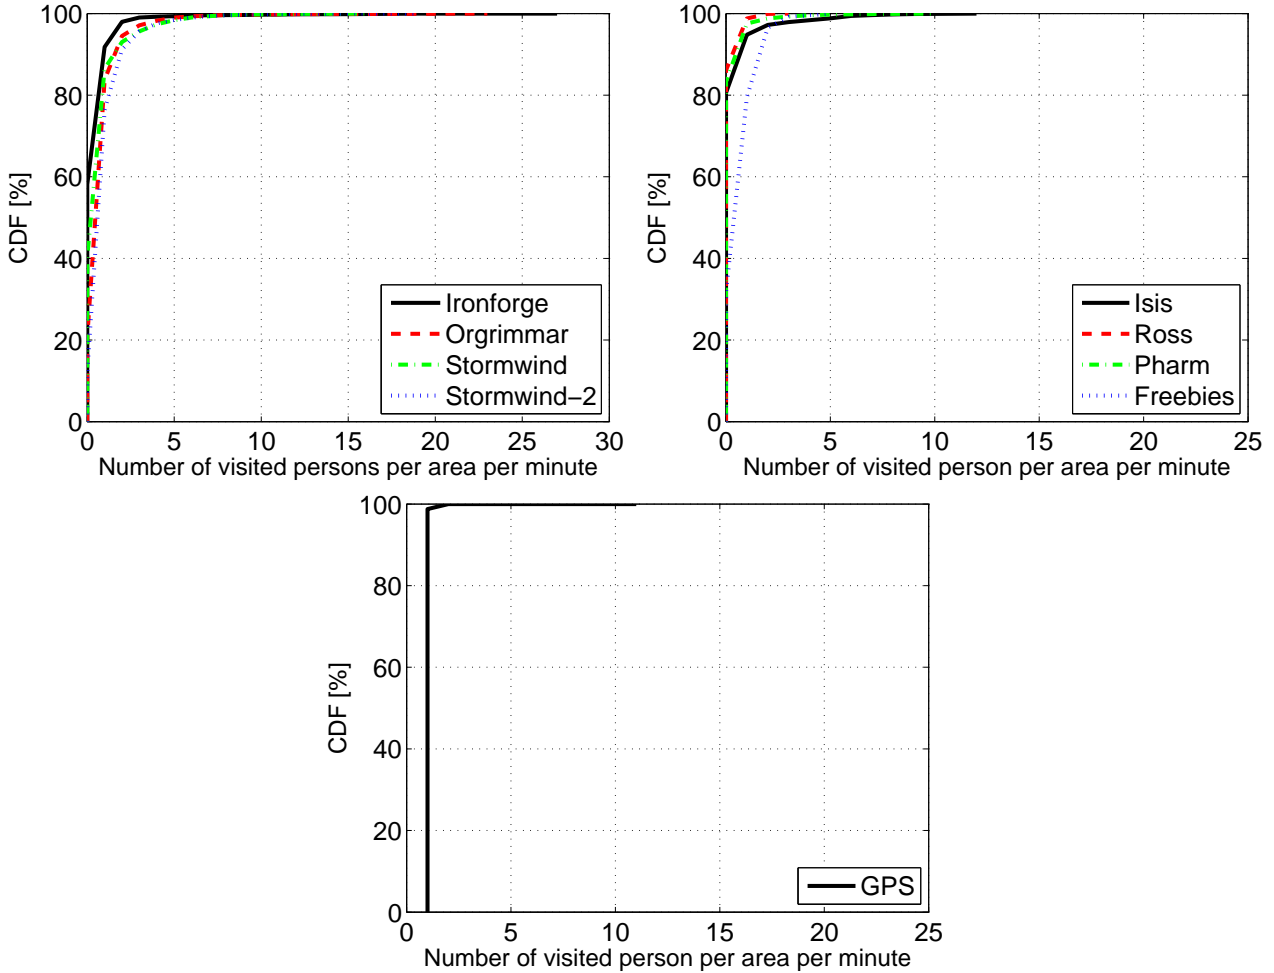 100
80
60
40
20
0
CDF [%]
0 5 10 15 20 25 30
Number of visited persons per area per minute
Ironforge
Orgrimmar
Stormwind
Stormwind-2
100
80
60
40
20
0
CDF [%]
0 5 10 15 20 25
Number of visited person per area per minute
Isis
Ross
Pharm
Freebies
100
80
60
40
20
0
CDF [%]
0 5 10 15 20 25
Number of visited person per area per minute
GPS